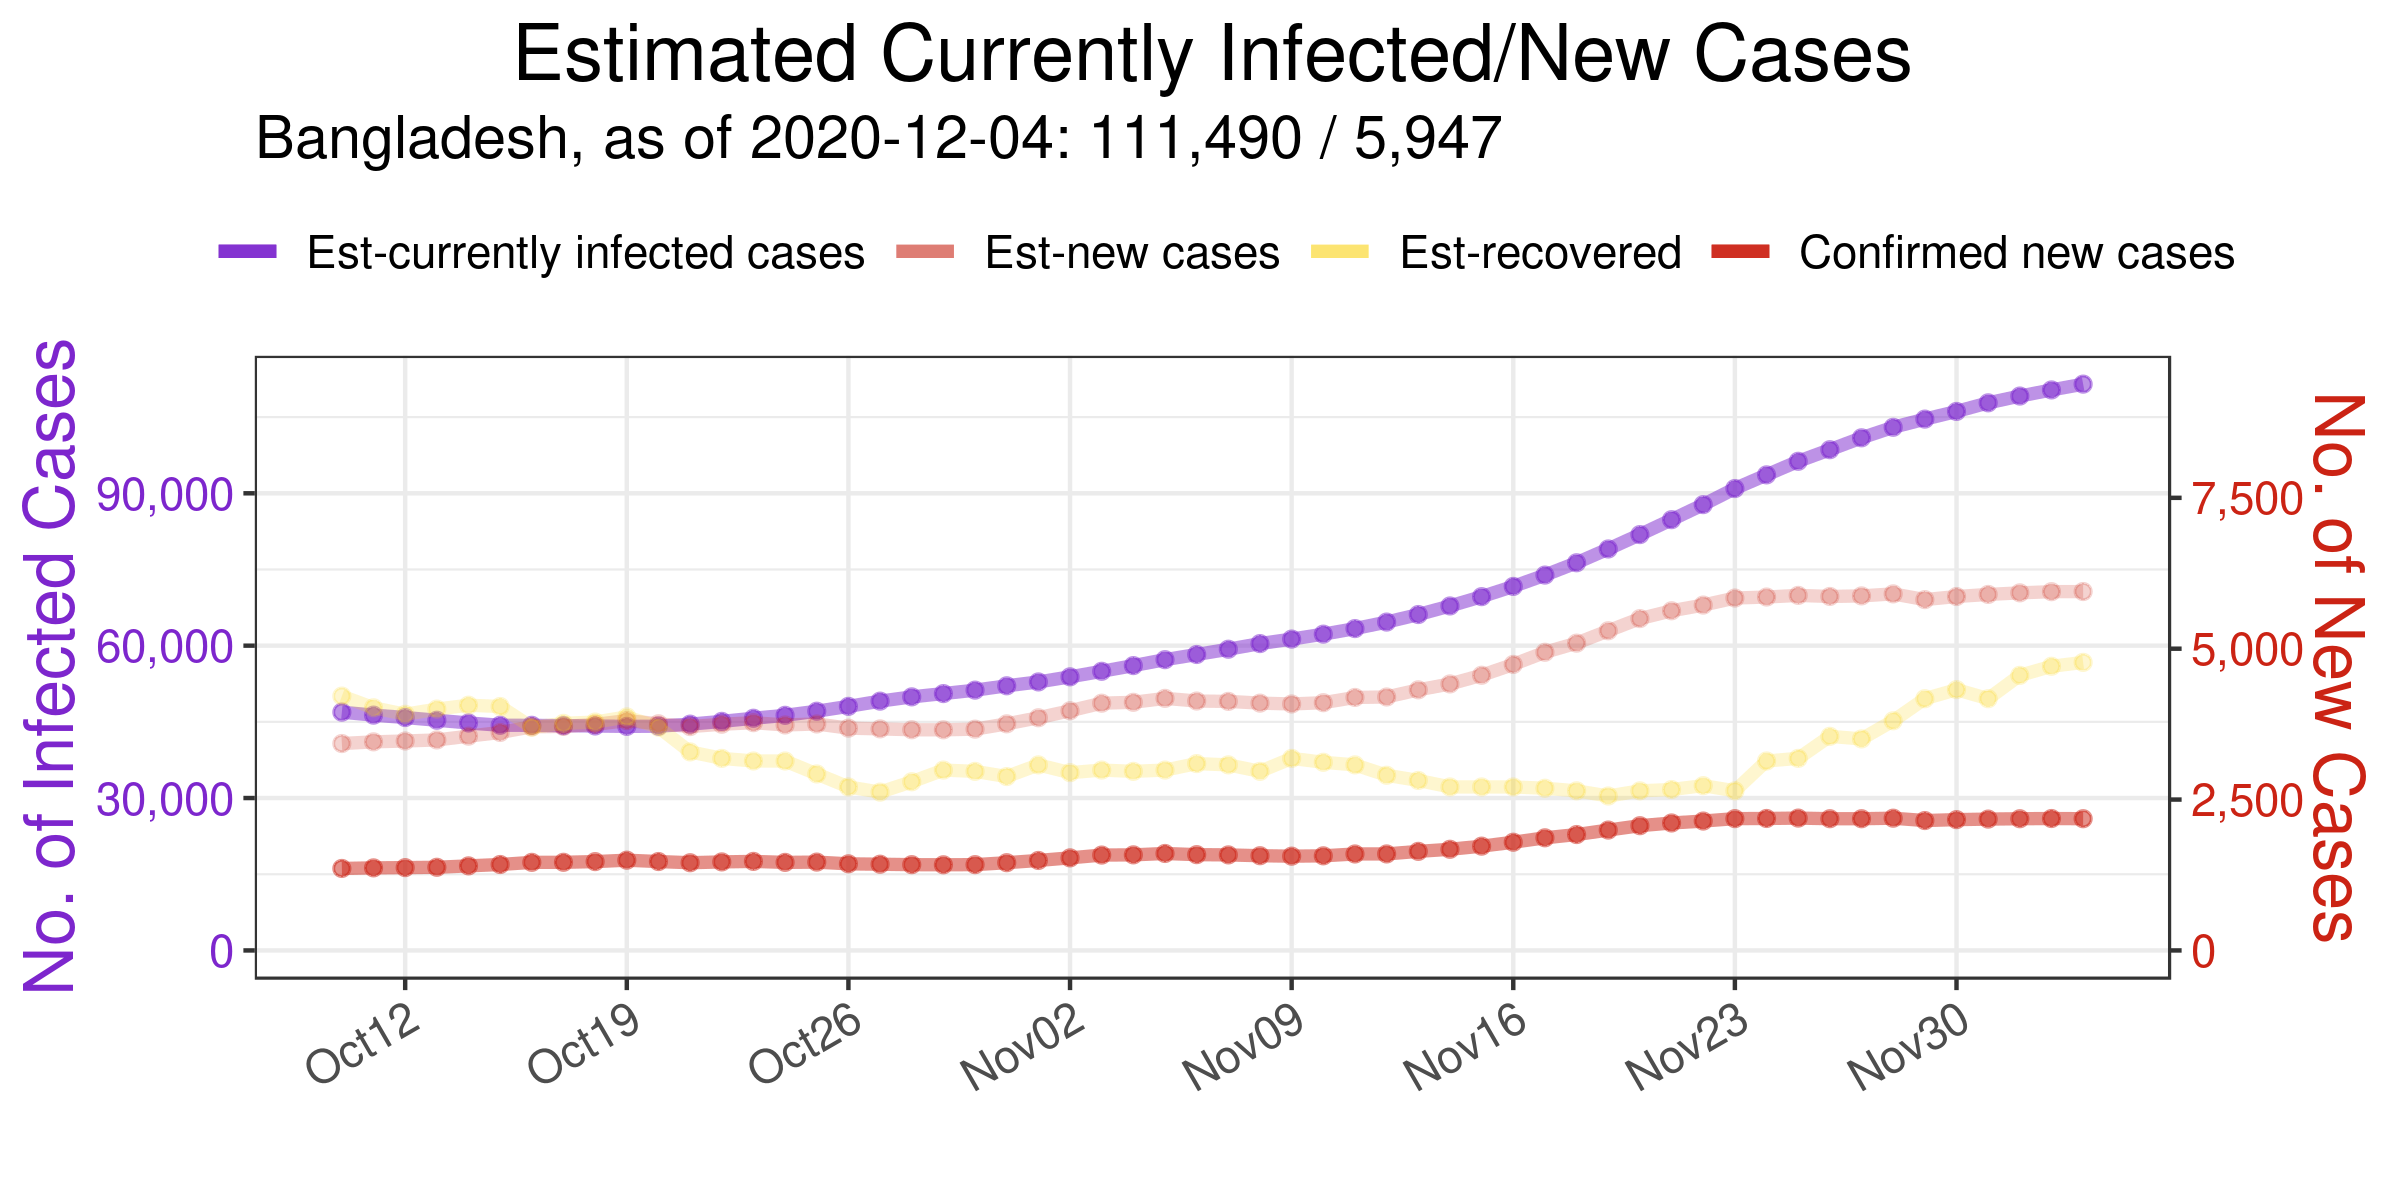 Estimated Currently Infected/New Cases
Bangladesh, as of 2020-12-04: 111,490 / 5,947
Est-currently infected cases Est-new cases Est-recovered Confirmed new cases
No. of Infected Cases
90,000
60,000
30,000
0
7,500
5,000
2,500
0
No. of New Cases
Oct12 Oct19 Oct26 Nov02 Nov09 Nov16 Nov23 Nov30